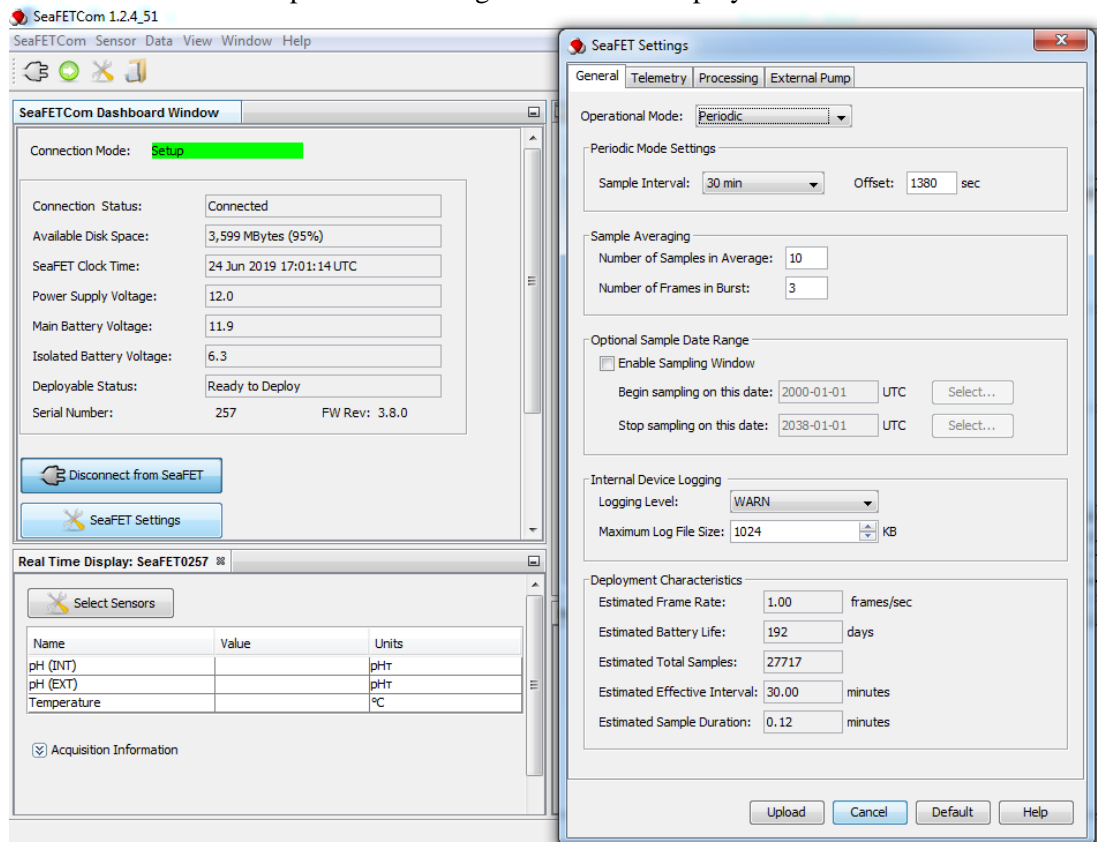 SeaFETCom 1.2.4_51
SeaFETCom Sensor Data View Window Help
SeaFETCom Dashboard Window
Connection Mode: Setup
Connection Status: Connected
Available Disk Space: 3,599 MBytes (95%)
SeaFET Clock Time: 24 Jun 2019 17:01:14 UTC
Power Supply Voltage: 12.0
Main Battery Voltage: 11.9
Isolated Battery Voltage: 6.3
Deployable Status: Ready to Deploy
Serial Number: 257 FW Rev: 3.8.0
Disconnect from SeaFET
SeaFET Settings
Real Time Display: SeaFET0257
Select Sensors
Name Value Units
pH (INT) pHT
pH (EXT) pHT
Temperature °C
Acquisition Information
SeaFET Settings
General Telemetry Processing External Pump
Operational Mode: Periodic
Periodic Mode Settings
Sample Interval: 30 min Offset: 1380 sec
Sample Averaging
Number of Samples in Average: 10
Number of Frames in Burst: 3
Optional Sample Date Range
Enable Sampling Window
Begin sampling on this date: 2000-01-01 UTC Select...
Stop sampling on this date: 2038-01-01 UTC Select...
Internal Device Logging
Logging Level: WARN
Maximum Log File Size: 1024 KB
Deployment Characteristics
Estimated Frame Rate: 1.00 frames/sec
Estimated Battery Life: 192 days
Estimated Total Samples: 27717
Estimated Effective Interval: 30.00 minutes
Estimated Sample Duration: 0.12 minutes
Upload Cancel Default Help